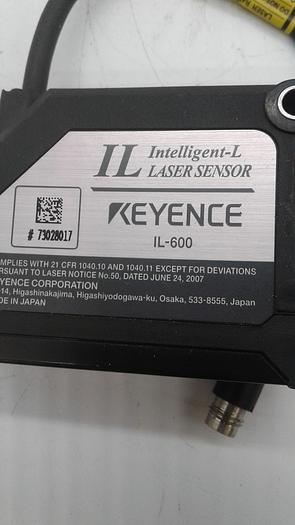 IL Intelligent-L
LASER SENSOR
KEYENCE
# 73028017
IL-600
MPLIES WITH 21 CFR 1040.10 AND 1040.11 EXCEPT FOR DEVIATIONS
RSUANT TO LASER NOTICE No.50, DATED JUNE 24, 2007
YENCE CORPORATION
-14, Higashinakajima, Higashiyodogawa-ku, Osaka, 533-8555, Japan
DE IN JAPAN